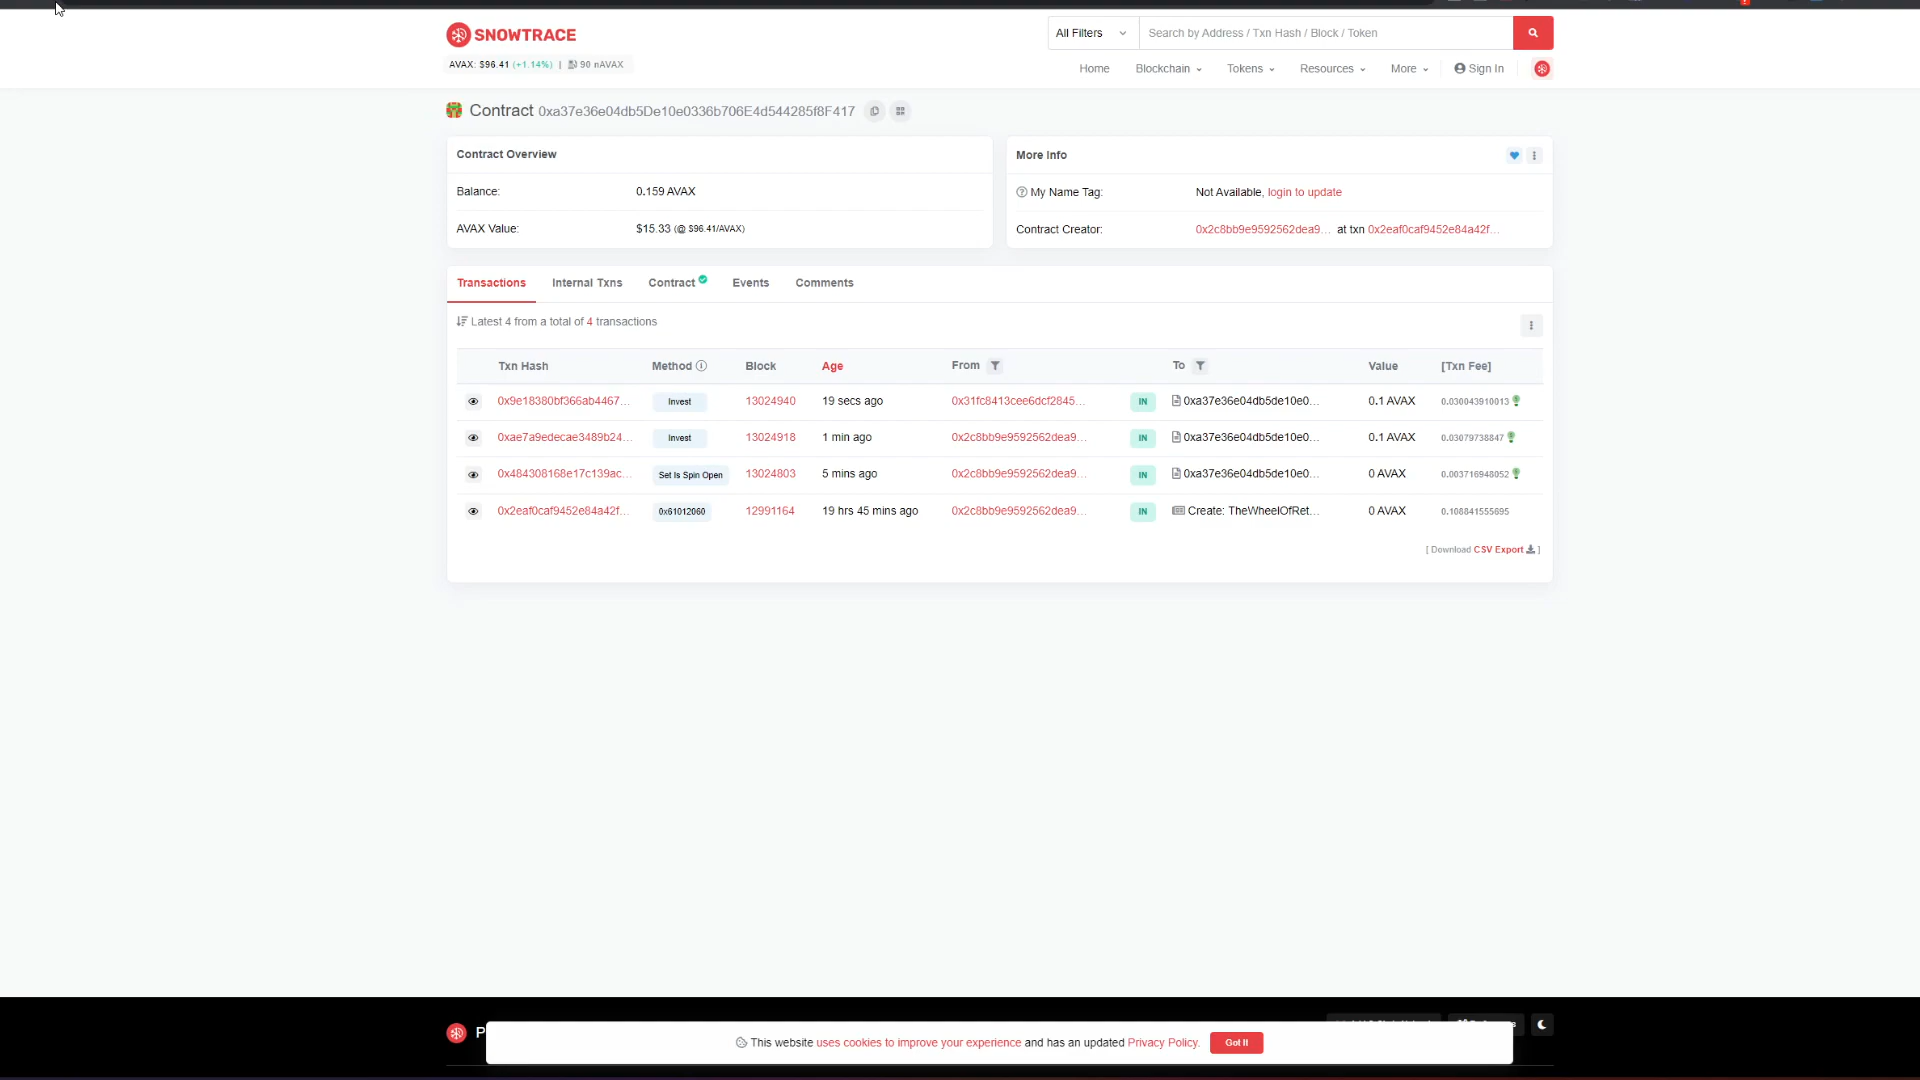 SNOWTRACE
All Filters
Search by Address / Txn Hash / Block / Token
AVAX: $96.41 (+1.14%) | 90 nAVAX
Home Blockchain Tokens Resources More Sign In
Contract 0xa37e36e04db5De10e0336b706E4d544285f8F417
Contract Overview
Balance: 0.159 AVAX
AVAX Value: $15.33 (@ $96.41/AVAX)
More Info
My Name Tag: Not Available, login to update
Contract Creator: 0x2c8bb9e9592562dea9... at txn 0x2eaf0caf9452e84a42f...
Transactions Internal Txns Contract Events Comments
Latest 4 from a total of 4 transactions
Txn Hash Method Block Age From To Value [Txn Fee]
0x9e18380bf366ab4467... Invest 13024940 19 secs ago 0x31fc8413cee6dcf2845... IN 0xa37e36e04db5de10e0... 0.1 AVAX 0.030043910013
0xae7a9edecae3489b24... Invest 13024918 1 min ago 0x2c8bb9e9592562dea9... IN 0xa37e36e04db5de10e0... 0.1 AVAX 0.03079738847
0x484308168e17c139ac... Set Is Spin Open 13024803 5 mins ago 0x2c8bb9e9592562dea9... IN 0xa37e36e04db5de10e0... 0 AVAX 0.003716948052
0x2eaf0caf9452e84a42f... 0x61012060 12991164 19 hrs 45 mins ago 0x2c8bb9e9592562dea9... IN Create: TheWheelOfRet... 0 AVAX 0.108841555695
[ Download CSV Export ]
P
This website uses cookies to improve your experience and has an updated Privacy Policy. Got It